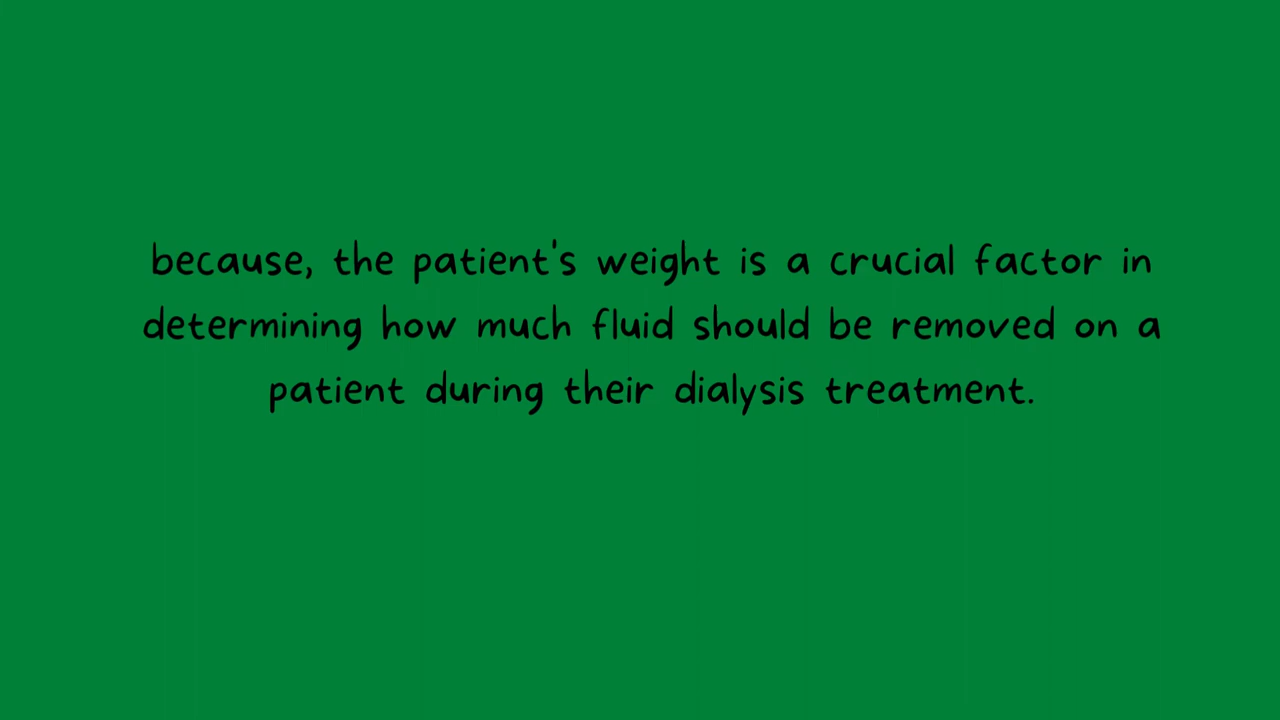 because, the patient's weight is a crucial factor in
determining how much fluid should be removed on a
patient during their dialysis treatment.